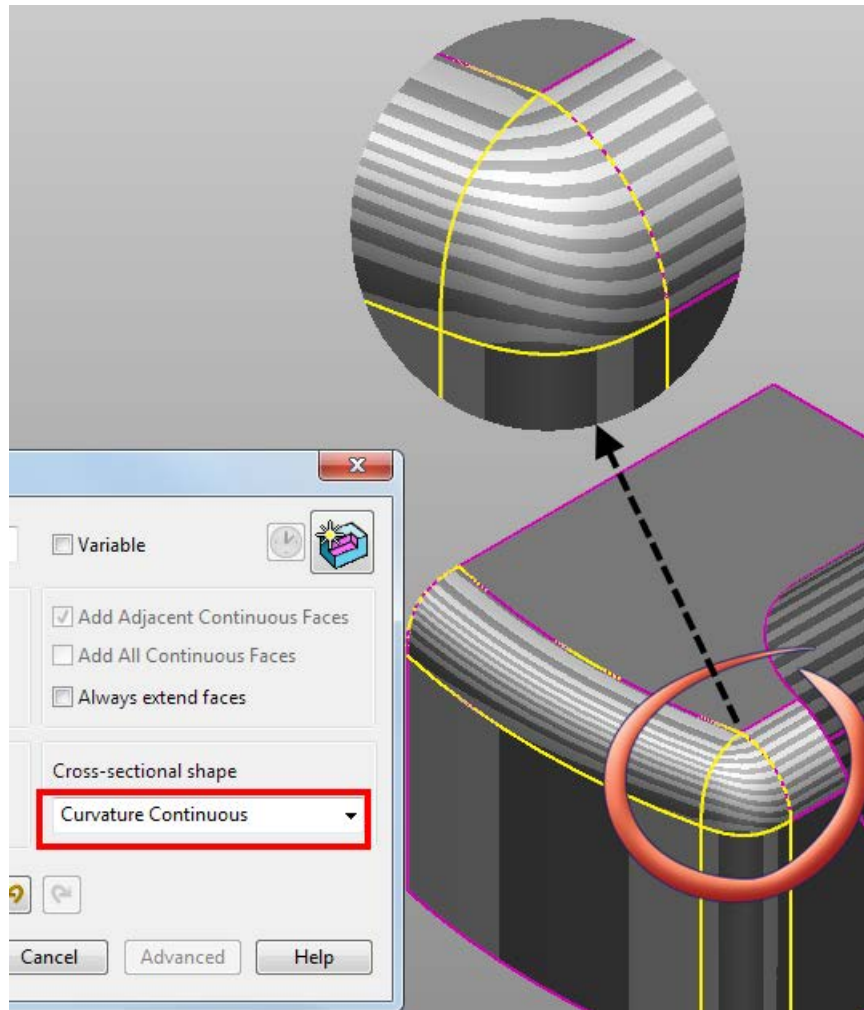 Variable
Add Adjacent Continuous Faces
Add All Continuous Faces
Always extend faces
Cross-sectional shape
Curvature Continuous
Cancel
Advanced
Help